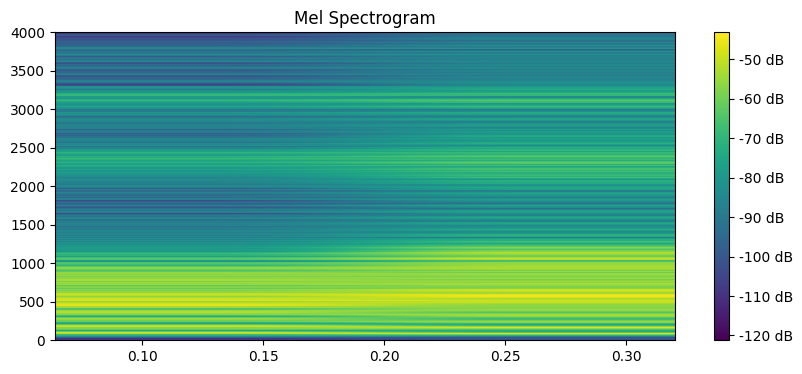 Mel Spectrogram
4000
3500
3000
2500
2000
1500
1000
500
0
0.10 0.15 0.20 0.25 0.30
-50 dB
-60 dB
-70 dB
-80 dB
-90 dB
-100 dB
-110 dB
-120 dB